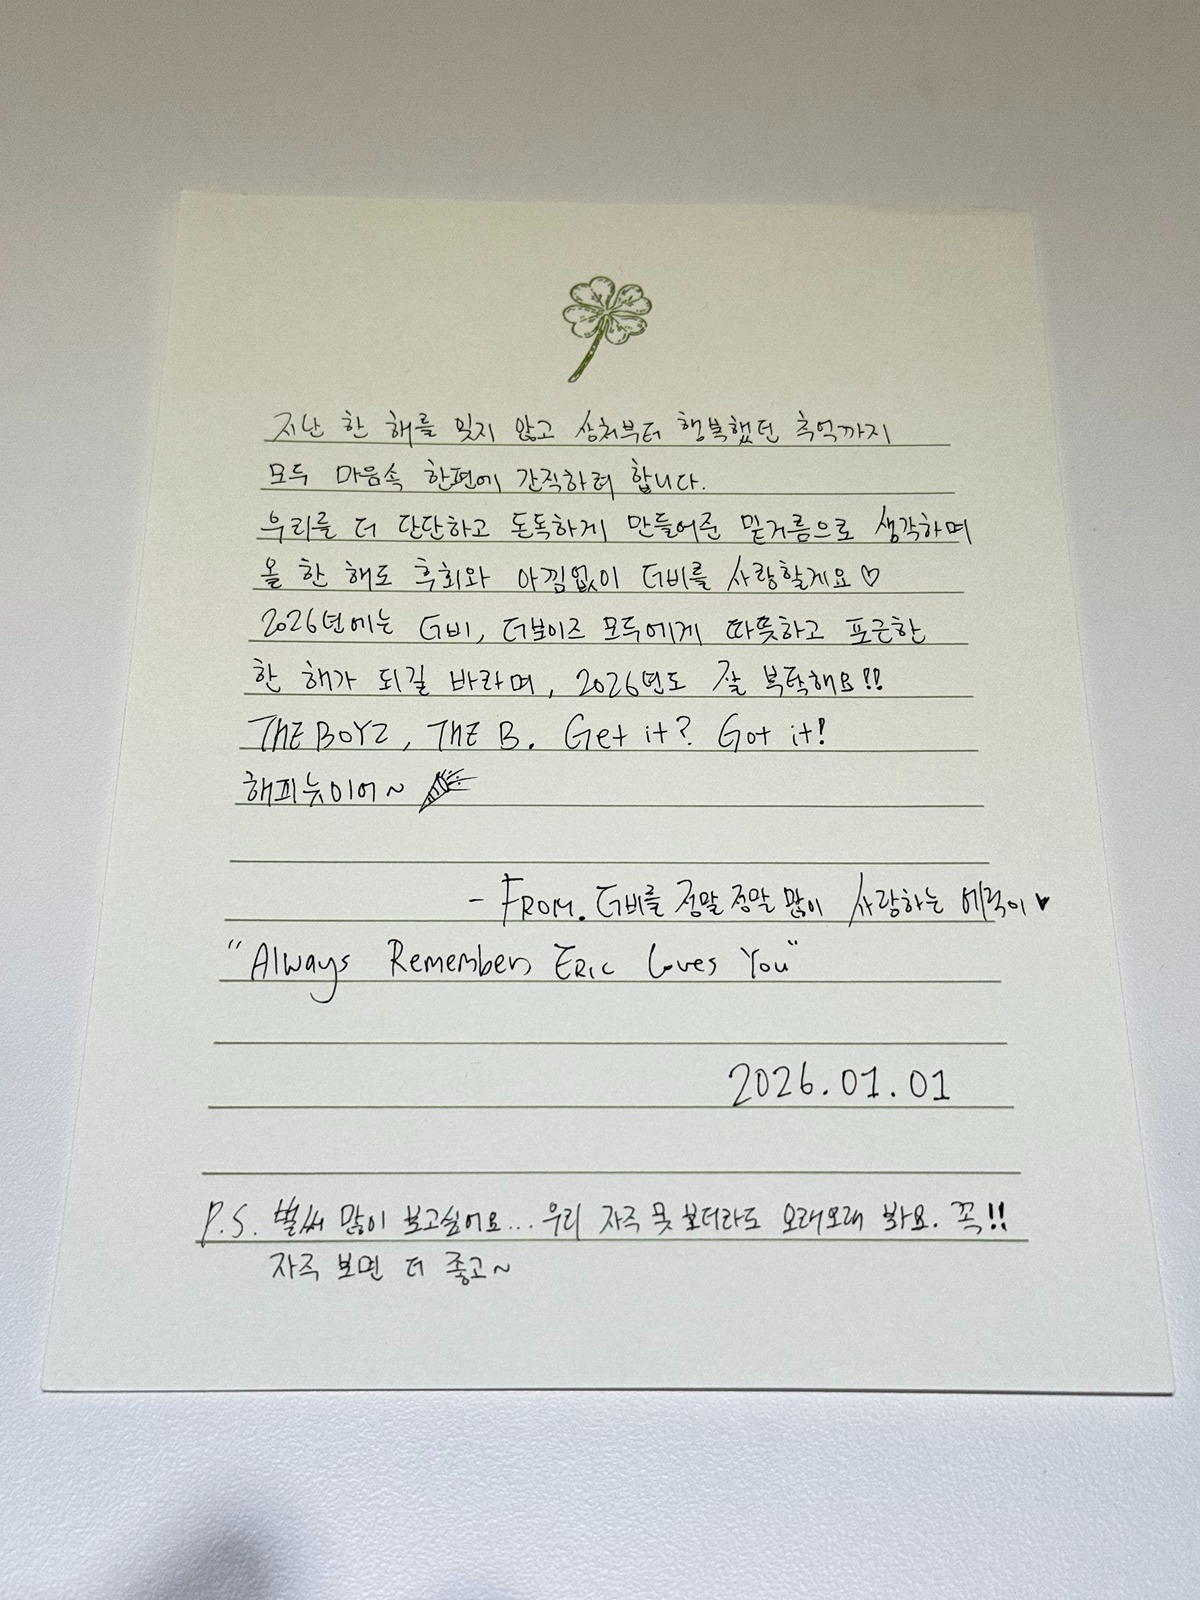 지난 한 해를 잊지 않고 상처부터 행복했던 추억까지
모두 마음속 한편에 간직하려 합니다.
우리를 더 단단하고 돈독하게 만들어준 밑거름으로 생각하며
올 한 해도 후회와 아낌없이 더비를 사랑할게요♡
2026년에는 더비, 더보이즈 모두에게 따뜻하고 포근한
한 해가 되길 바라며, 2026년도 잘 부탁해요!!
THE BOYZ, THE B. Get it? Got it!
해피뉴이어~
- FROM. 더비를 정말 정말 많이 사랑하는 에릭이♥
"Always Remember, ERIC Loves You"
2026.01.01
P.S. 벌써 많이 보고싶어요... 우리 자주 못 보더라도 오래오래 봐요. 꼭!!
자주 보면 더 좋고~